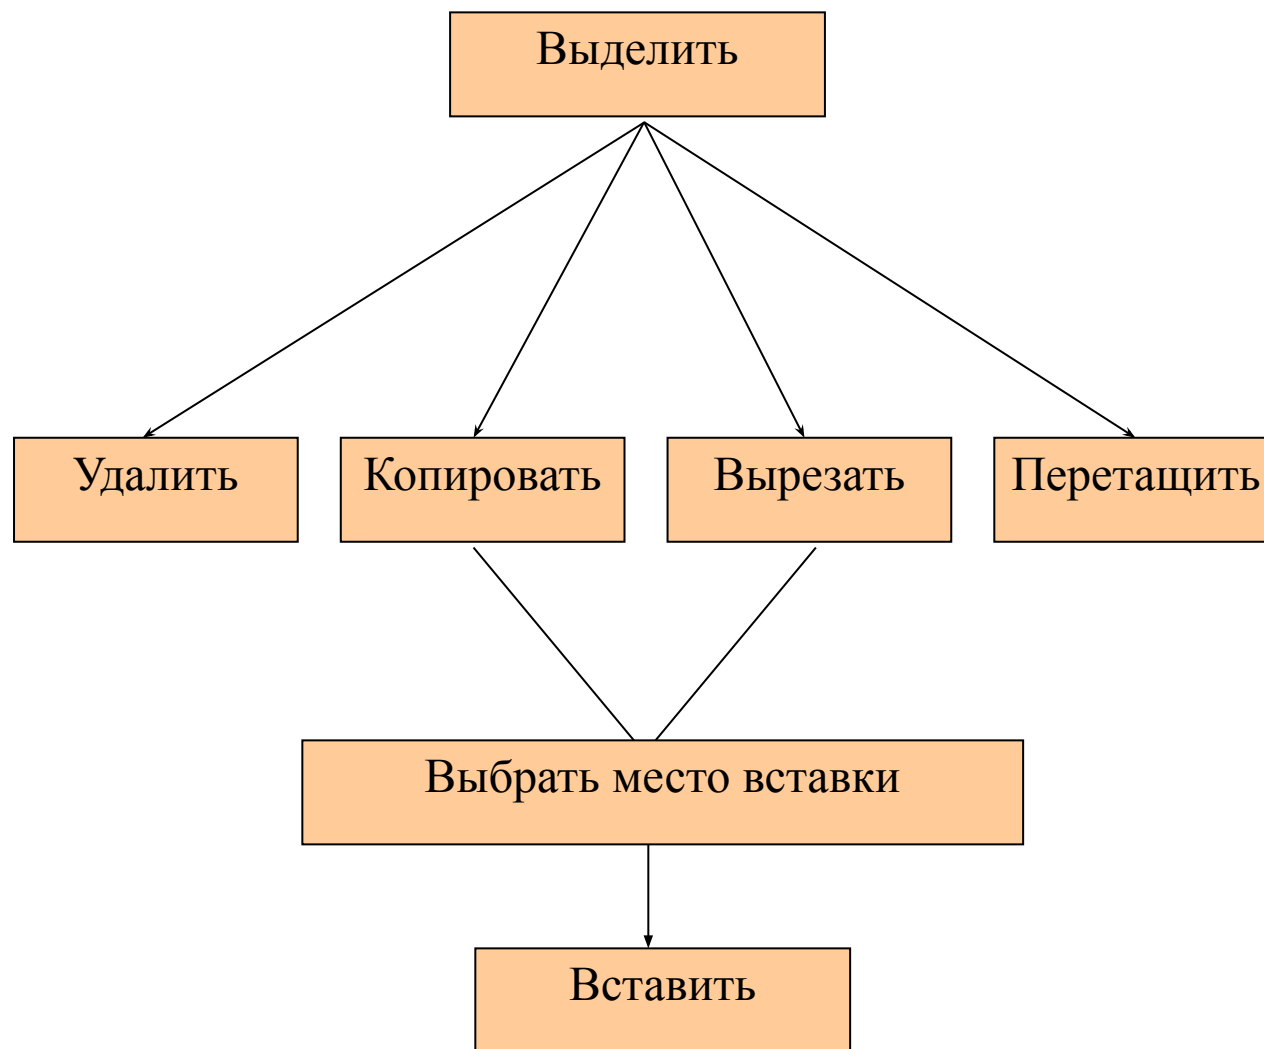 Выделить
Удалить
Копировать
Вырезать
Перетащить
Выбрать место вставки
Вставить